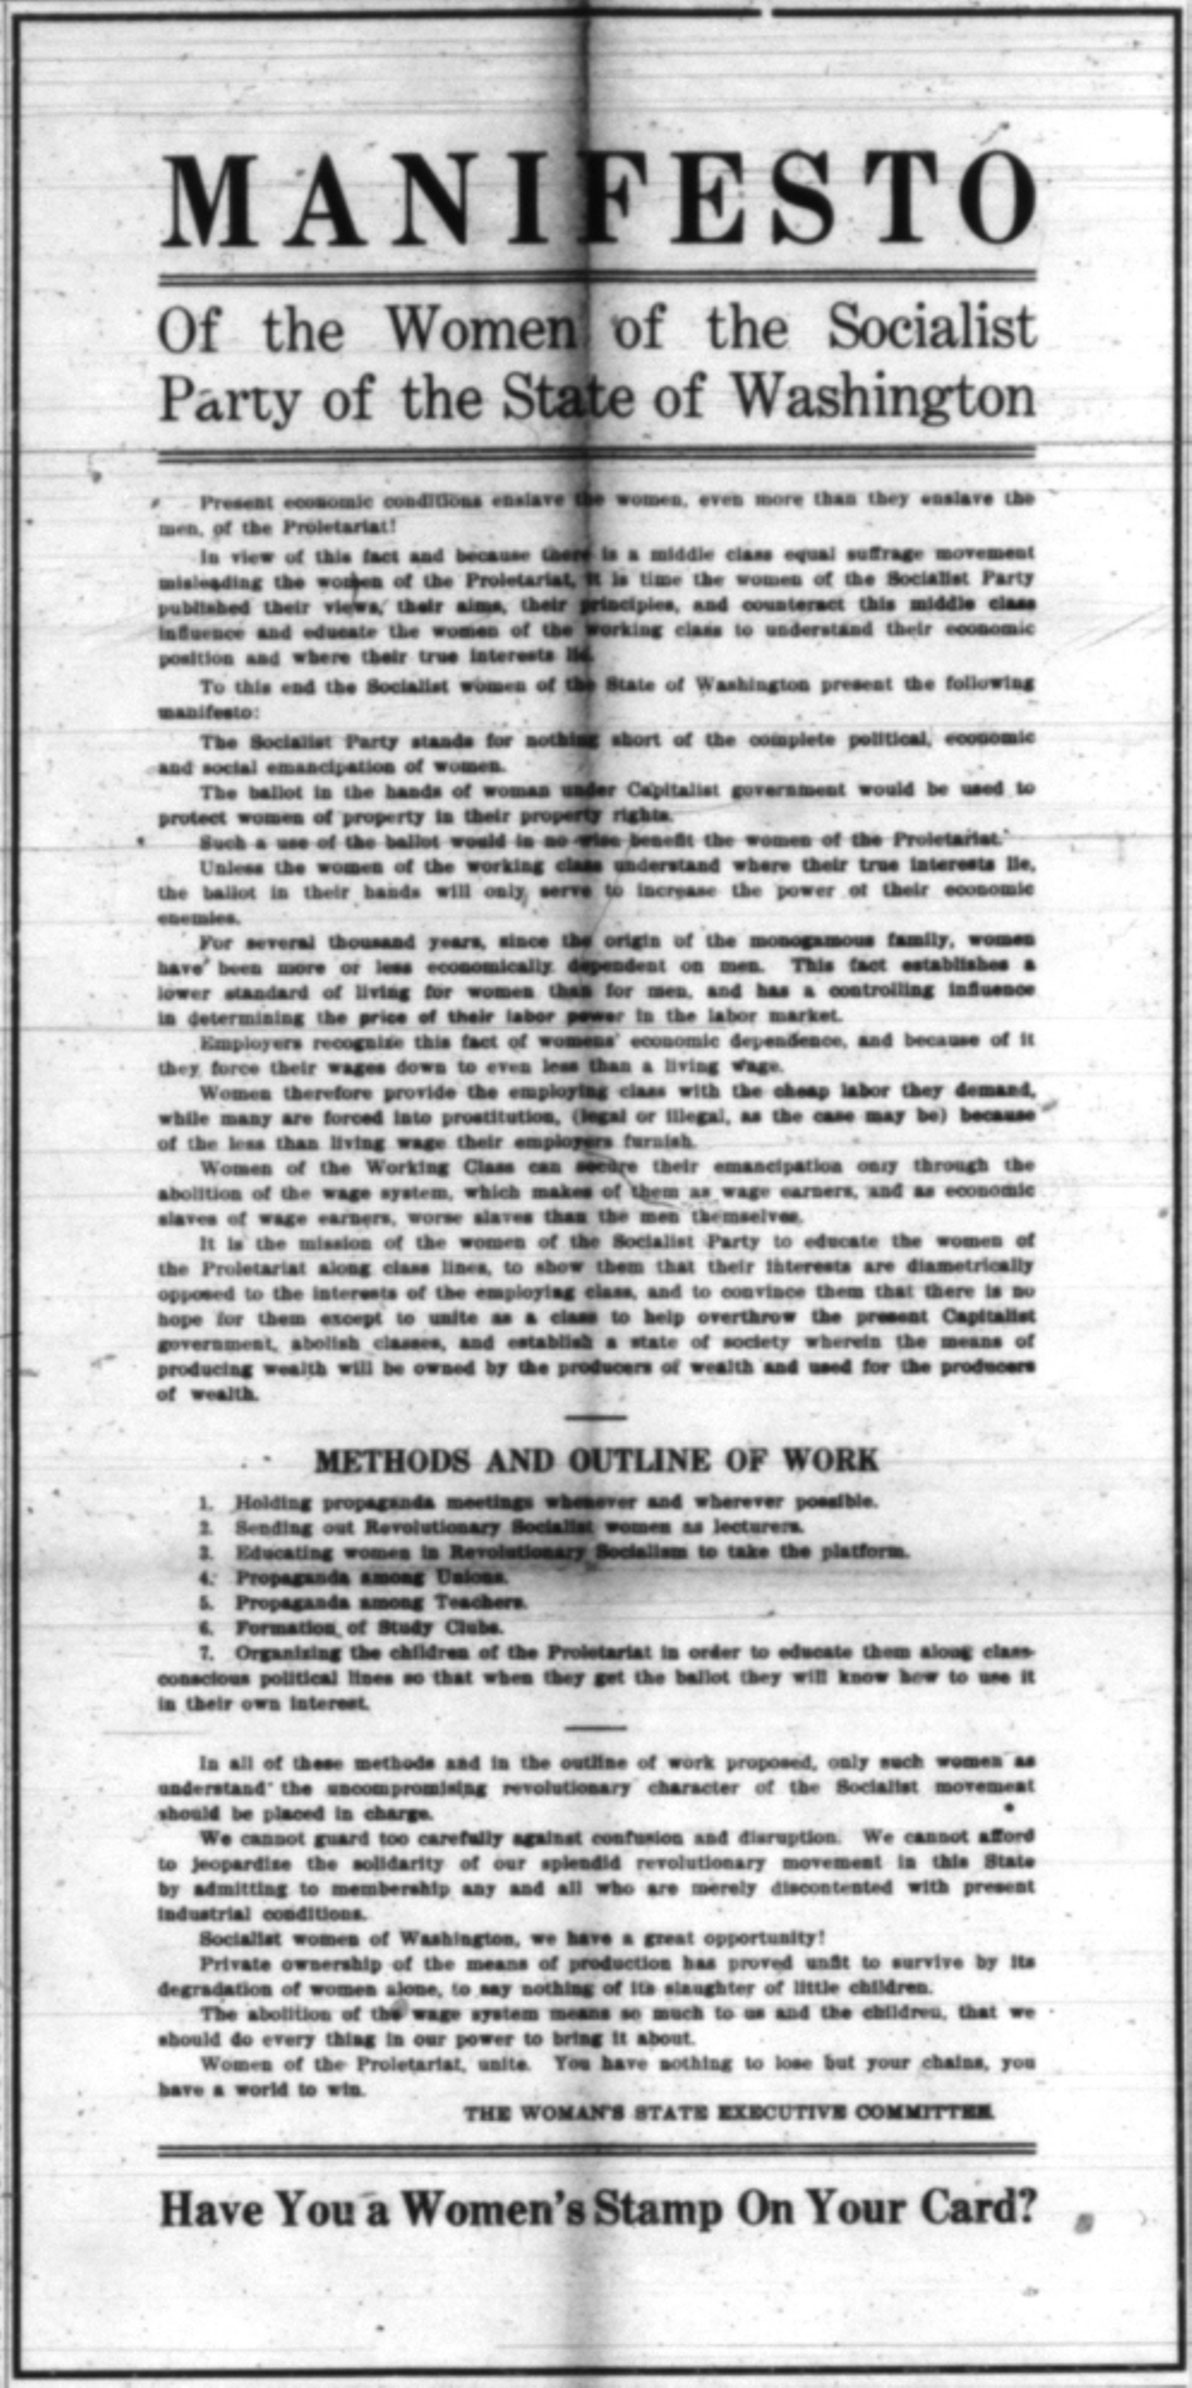 MANIFESTO
Of the Women of the Socialist
Party of the State of Washington
Present economic conditions enslave the women, even more than they enslave the
men, of the Proletariat!
In view of this fact and because there is a middle class equal suffrage movement
misleading the women of the Proletariat, it is time the women of the Socialist Party
published their views, their aims, their principles, and counteract this middle class
influence and educate the women of the working class to understand their economic
position and where their true interests lie.
To this end the Socialist women of the State of Washington present the following
manifesto:
The Socialist Party stands for nothing short of the complete political, economic
and social emancipation of women.
The ballot in the hands of woman under Capitalist government would be used to
protect women of property in their property rights.
Such a use of the ballot would in no wise benefit the women of the Proletariat.
Unless the women of the working class understand where their true interests lie,
the ballot in their hands will only serve to increase the power of their economic
enemies.
For several thousand years, since the origin of the monogamous family, women
have been more or less economically dependent on men. This fact establishes a
lower standard of living for women than for men, and has a controlling influence
in determining the price of their labor power in the labor market.
Employers recognize this fact of womens' economic dependence, and because of it
they force their wages down to even less than a living wage.
Women therefore provide the employing class with the cheap labor they demand,
while many are forced into prostitution, (legal or illegal, as the case may be) because
of the less than living wage their employers furnish.
Women of the Working Class can secure their emancipation only through the
abolition of the wage system, which makes of them as wage earners, and as economic
slaves of wage earners, worse slaves than the men themselves.
It is the mission of the women of the Socialist Party to educate the women of
the Proletariat along class lines, to show them that their interests are diametrically
opposed to the interests of the employing class, and to convince them that there is no
hope for them except to unite as a class to help overthrow the present Capitalist
government, abolish classes, and establish a state of society wherein the means of
producing wealth will be owned by the producers of wealth and used for the producers
of wealth.
METHODS AND OUTLINE OF WORK
1. Holding propaganda meetings whenever and wherever possible.
2. Sending out Revolutionary Socialist women as lecturers.
3. Educating women in Revolutionary Socialism to take the platform.
4. Propaganda among Unions.
5. Propaganda among Teachers.
6. Formation of Study Clubs.
7. Organizing the children of the Proletariat in order to educate them along class-
conscious political lines so that when they get the ballot they will know how to use it
in their own interest.
In all of these methods and in the outline of work proposed, only such women as
understand the uncompromising revolutionary character of the Socialist movement
should be placed in charge.
We cannot guard too carefully against confusion and disruption. We cannot afford
to jeopardize the solidarity of our splendid revolutionary movement in this State
by admitting to membership any and all who are merely discontented with present
industrial conditions.
Socialist women of Washington, we have a great opportunity!
Private ownership of the means of production has proved unfit to survive by its
degradation of women alone, to say nothing of its slaughter of little children.
The abolition of the wage system means so much to us and the children, that we
should do every thing in our power to bring it about.
Women of the Proletariat, unite. You have nothing to lose but your chains, you
have a world to win.
THE WOMAN'S STATE EXECUTIVE COMMITTEE.
Have You a Women's Stamp On Your Card?